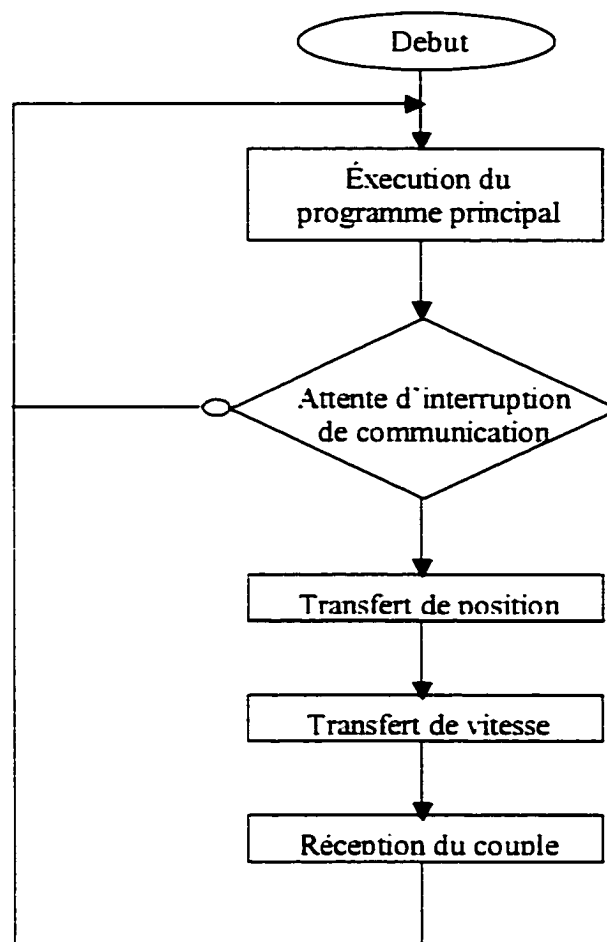 Debut
Éxecution du
programme principal
Attente d'interruption
de communication
Transfert de position
Transfert de vitesse
Réception du couple